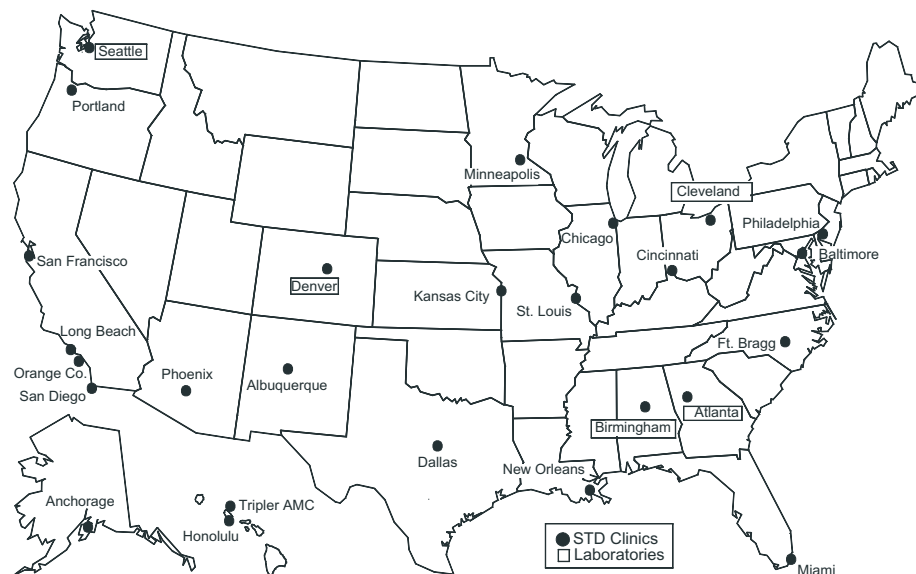 Seattle
Portland
Minneapolis
Cleveland
Philadelphia
Chicago
Cincinnati
Baltimore
San Francisco
Denver
Kansas City
St. Louis
Long Beach
Ft. Bragg
Orange Co.
Phoenix
Albuquerque
San Diego
Atlanta
Birmingham
Dallas
New Orleans
Anchorage
Tripler AMC
Honolulu
STD Clinics
Laboratories
Miami